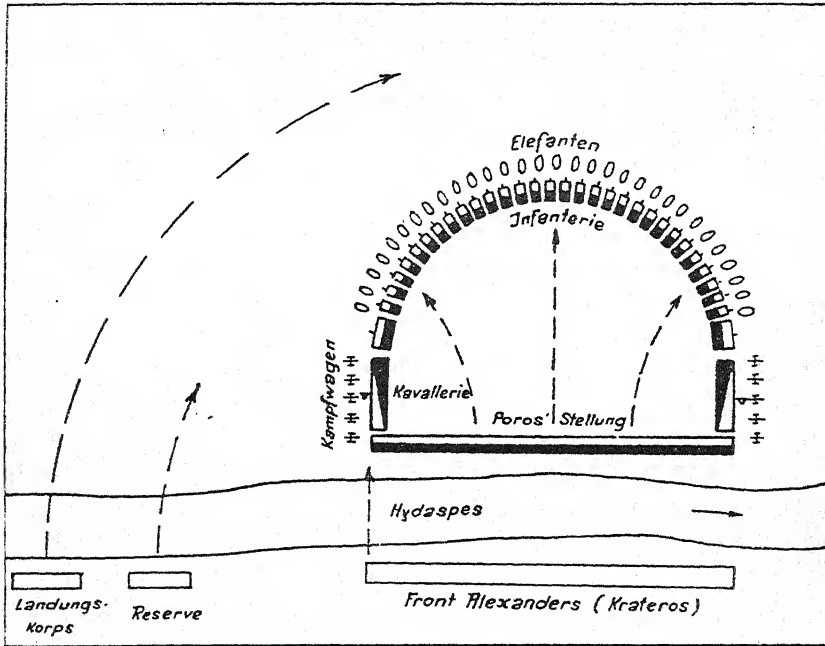 Elefanten
Infanterie
Kampfwagen
Kavallerie
Poros' Stellung
Hydaspes
Landungs-
Korps
Reserve
Front Alexanders (Krateros)